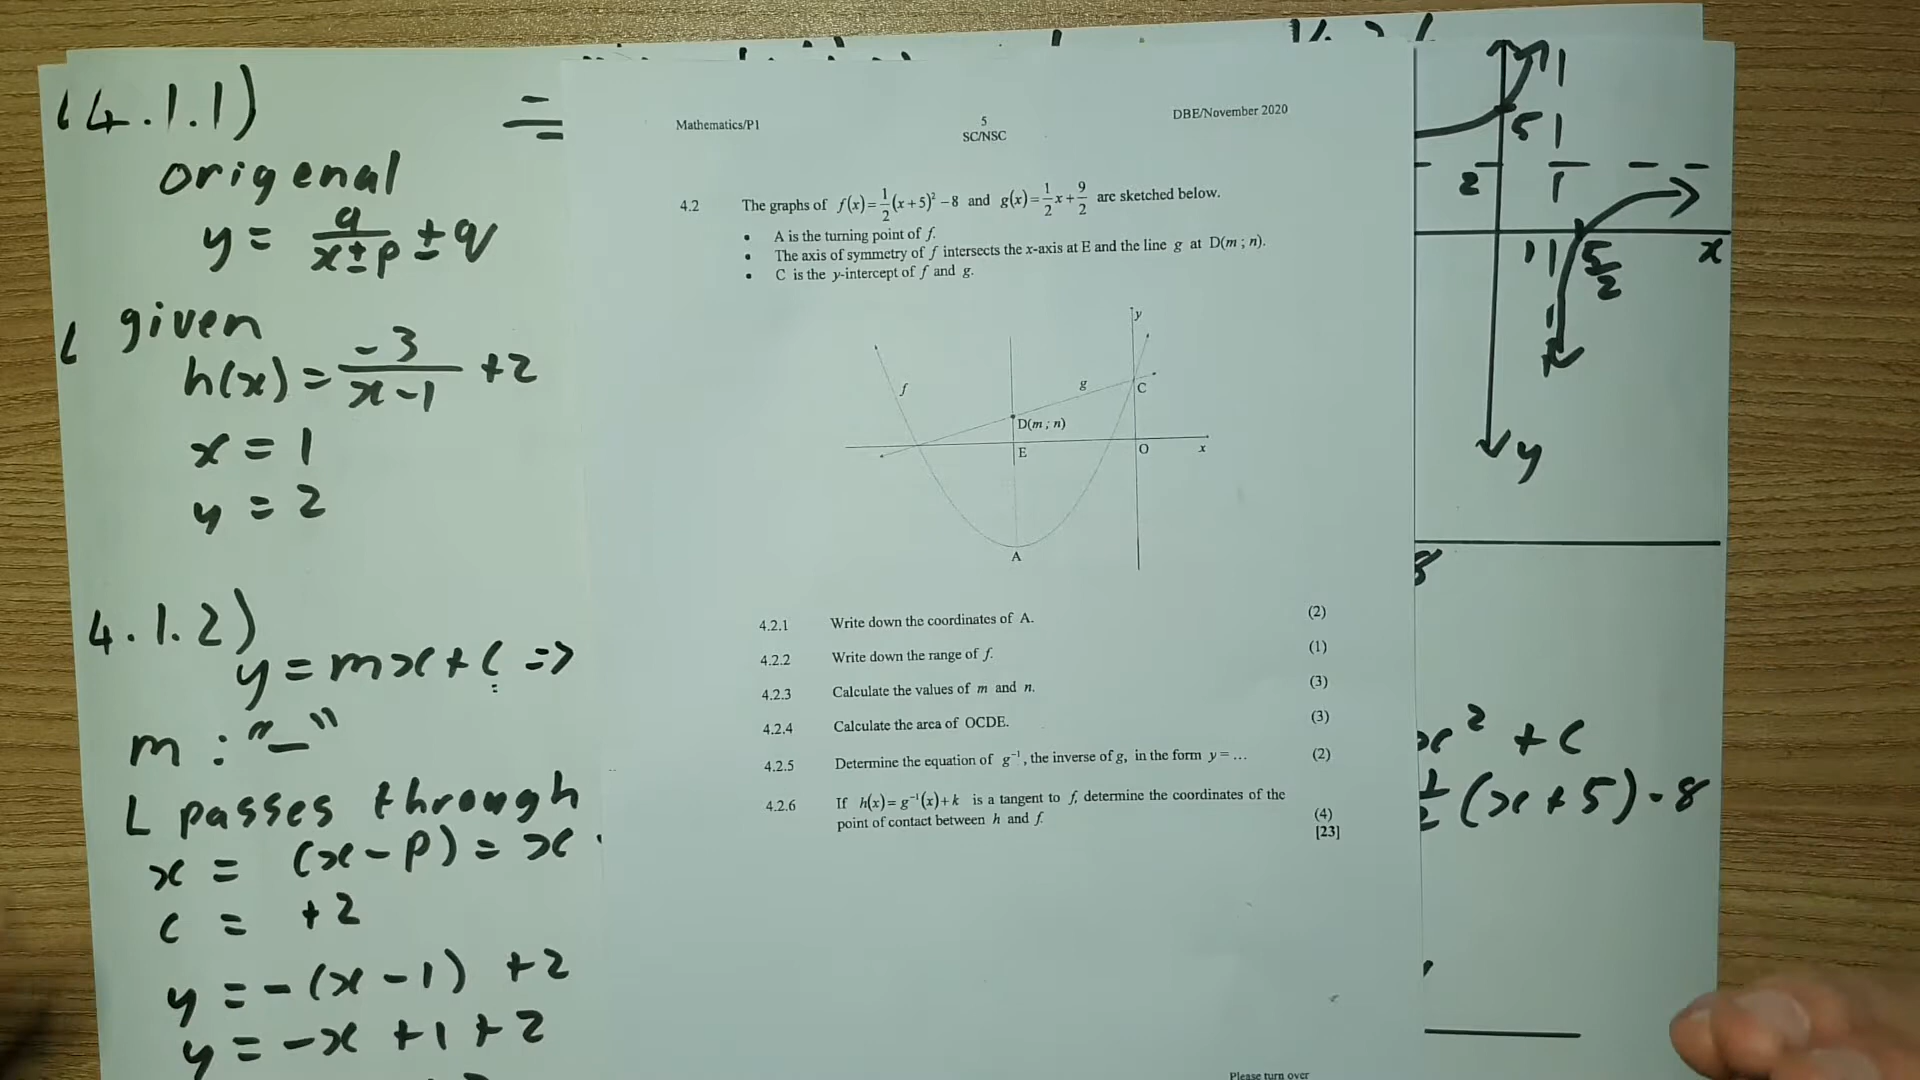 (4.1.1)
origenal
y = a / x±p ± q
given
h(x) = -3 / x-1 +2
x = 1
y = 2
4.1.2)
y = mx + c =>
m : "-"
L passes through
x = (x - p) = x
c = +2
y = -(x - 1) +2
y = -x +1 +2
=
Mathematics/P1
5
SC/NSC
DBE/November 2020
4.2 The graphs of f(x) = 1/2(x+5)² − 8 and g(x) = 1/2x + 9/2 are sketched below.
• A is the turning point of f.
• The axis of symmetry of f intersects the x-axis at E and the line g at D(m ; n).
• C is the y-intercept of f and g.
y
f
g
C
D(m ; n)
E
O
x
A
4.2.1 Write down the coordinates of A. (2)
4.2.2 Write down the range of f. (1)
4.2.3 Calculate the values of m and n. (3)
4.2.4 Calculate the area of OCDE. (3)
4.2.5 Determine the equation of g⁻¹, the inverse of g, in the form y = … (2)
4.2.6 If h(x) = g⁻¹(x) + k is a tangent to f, determine the coordinates of the
point of contact between h and f. (4)
[23]
Please turn over
5
2
1
5/2
x
y
8
x² + c
1/2 (x + 5) - 8